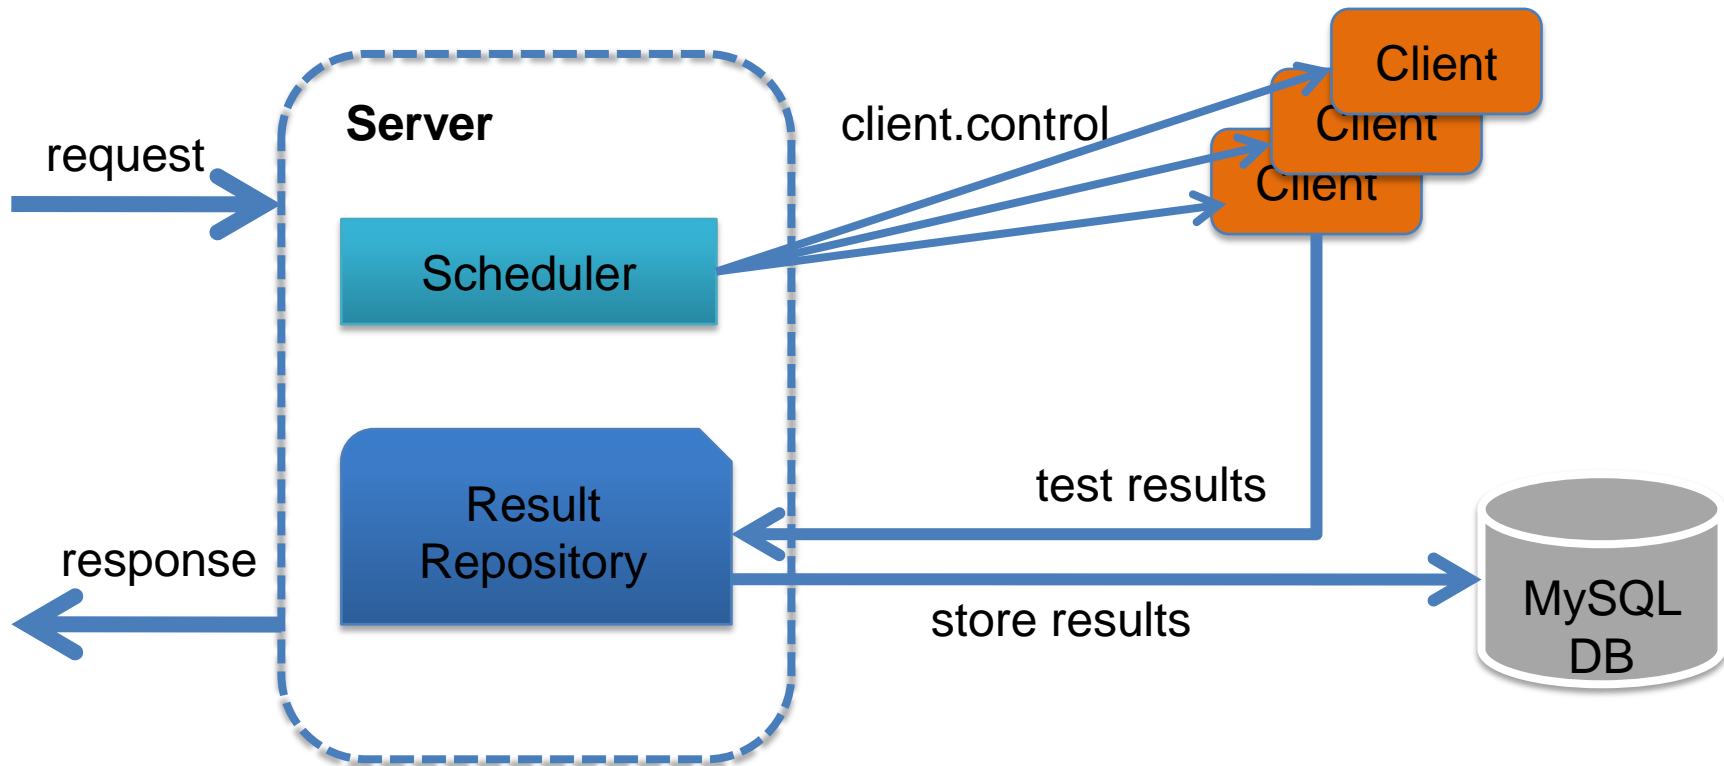 Client
Server
client.control
Client
request
Client
Scheduler
test results
Result
Repository
response
store results
MySQL
DB